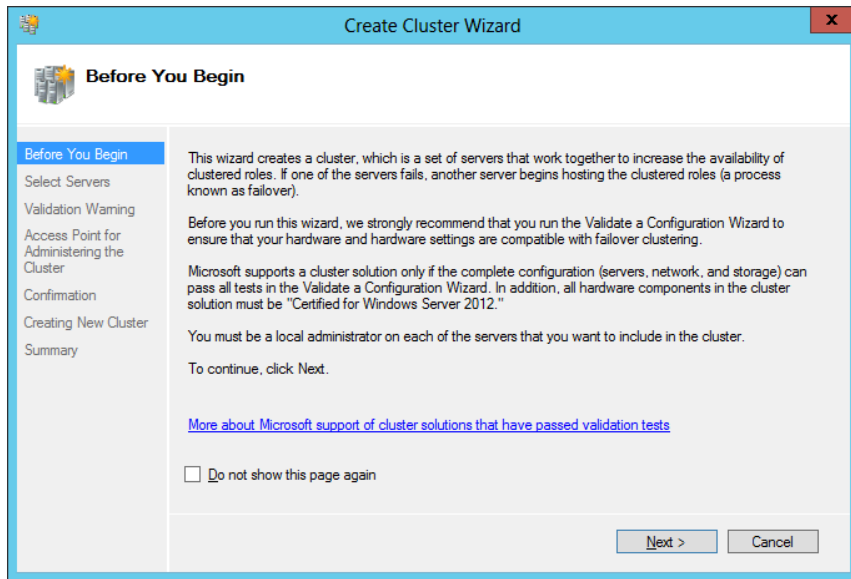 Create Cluster Wizard
x
Before You Begin
Before You Begin
Select Servers
Validation Warning
Access Point for
Administering the
Cluster
Confirmation
Creating New Cluster
Summary
This wizard creates a cluster, which is a set of servers that work together to increase the availability of
clustered roles. If one of the servers fails, another server begins hosting the clustered roles (a process
known as failover).
Before you run this wizard, we strongly recommend that you run the Validate a Configuration Wizard to
ensure that your hardware and hardware settings are compatible with failover clustering.
Microsoft supports a cluster solution only if the complete configuration (servers, network, and storage) can
pass all tests in the Validate a Configuration Wizard. In addition, all hardware components in the cluster
solution must be "Certified for Windows Server 2012."
You must be a local administrator on each of the servers that you want to include in the cluster.
To continue, click Next.
More about Microsoft support of cluster solutions that have passed validation tests
Do not show this page again
Next >
Cancel